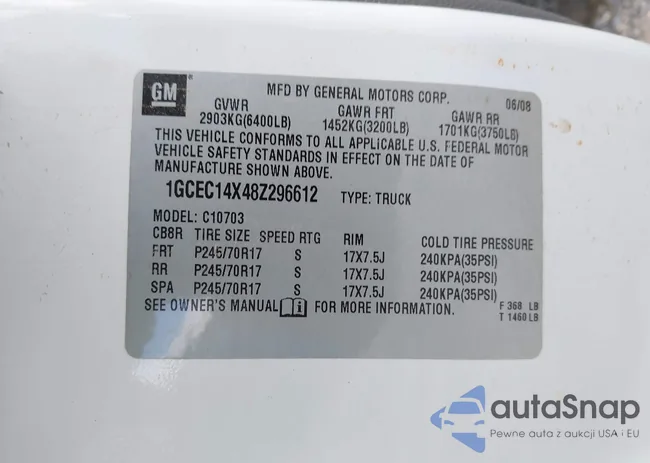 GM
MFD BY GENERAL MOTORS CORP. 06/08
GVWR GAWR FRT GAWR RR
2903KG(6400LB) 1452KG(3200LB) 1701KG(3750LB)
THIS VEHICLE CONFORMS TO ALL APPLICABLE U.S. FEDERAL MOTOR
VEHICLE SAFETY STANDARDS IN EFFECT ON THE DATE OF
MANUFACTURE SHOWN ABOVE.
1GCEC14X48Z296612 TYPE: TRUCK
MODEL: C10703
CB8R TIRE SIZE SPEED RTG RIM COLD TIRE PRESSURE
FRT P245/70R17 S 17X7.5J 240KPA(35PSI)
RR P245/70R17 S 17X7.5J 240KPA(35PSI)
SPA P245/70R17 S 17X7.5J 240KPA(35PSI)
SEE OWNER'S MANUAL i FOR MORE INFORMATION.
F 368 LB
T 1460 LB
autaSnap
Pewne auta z aukcji USA i EU